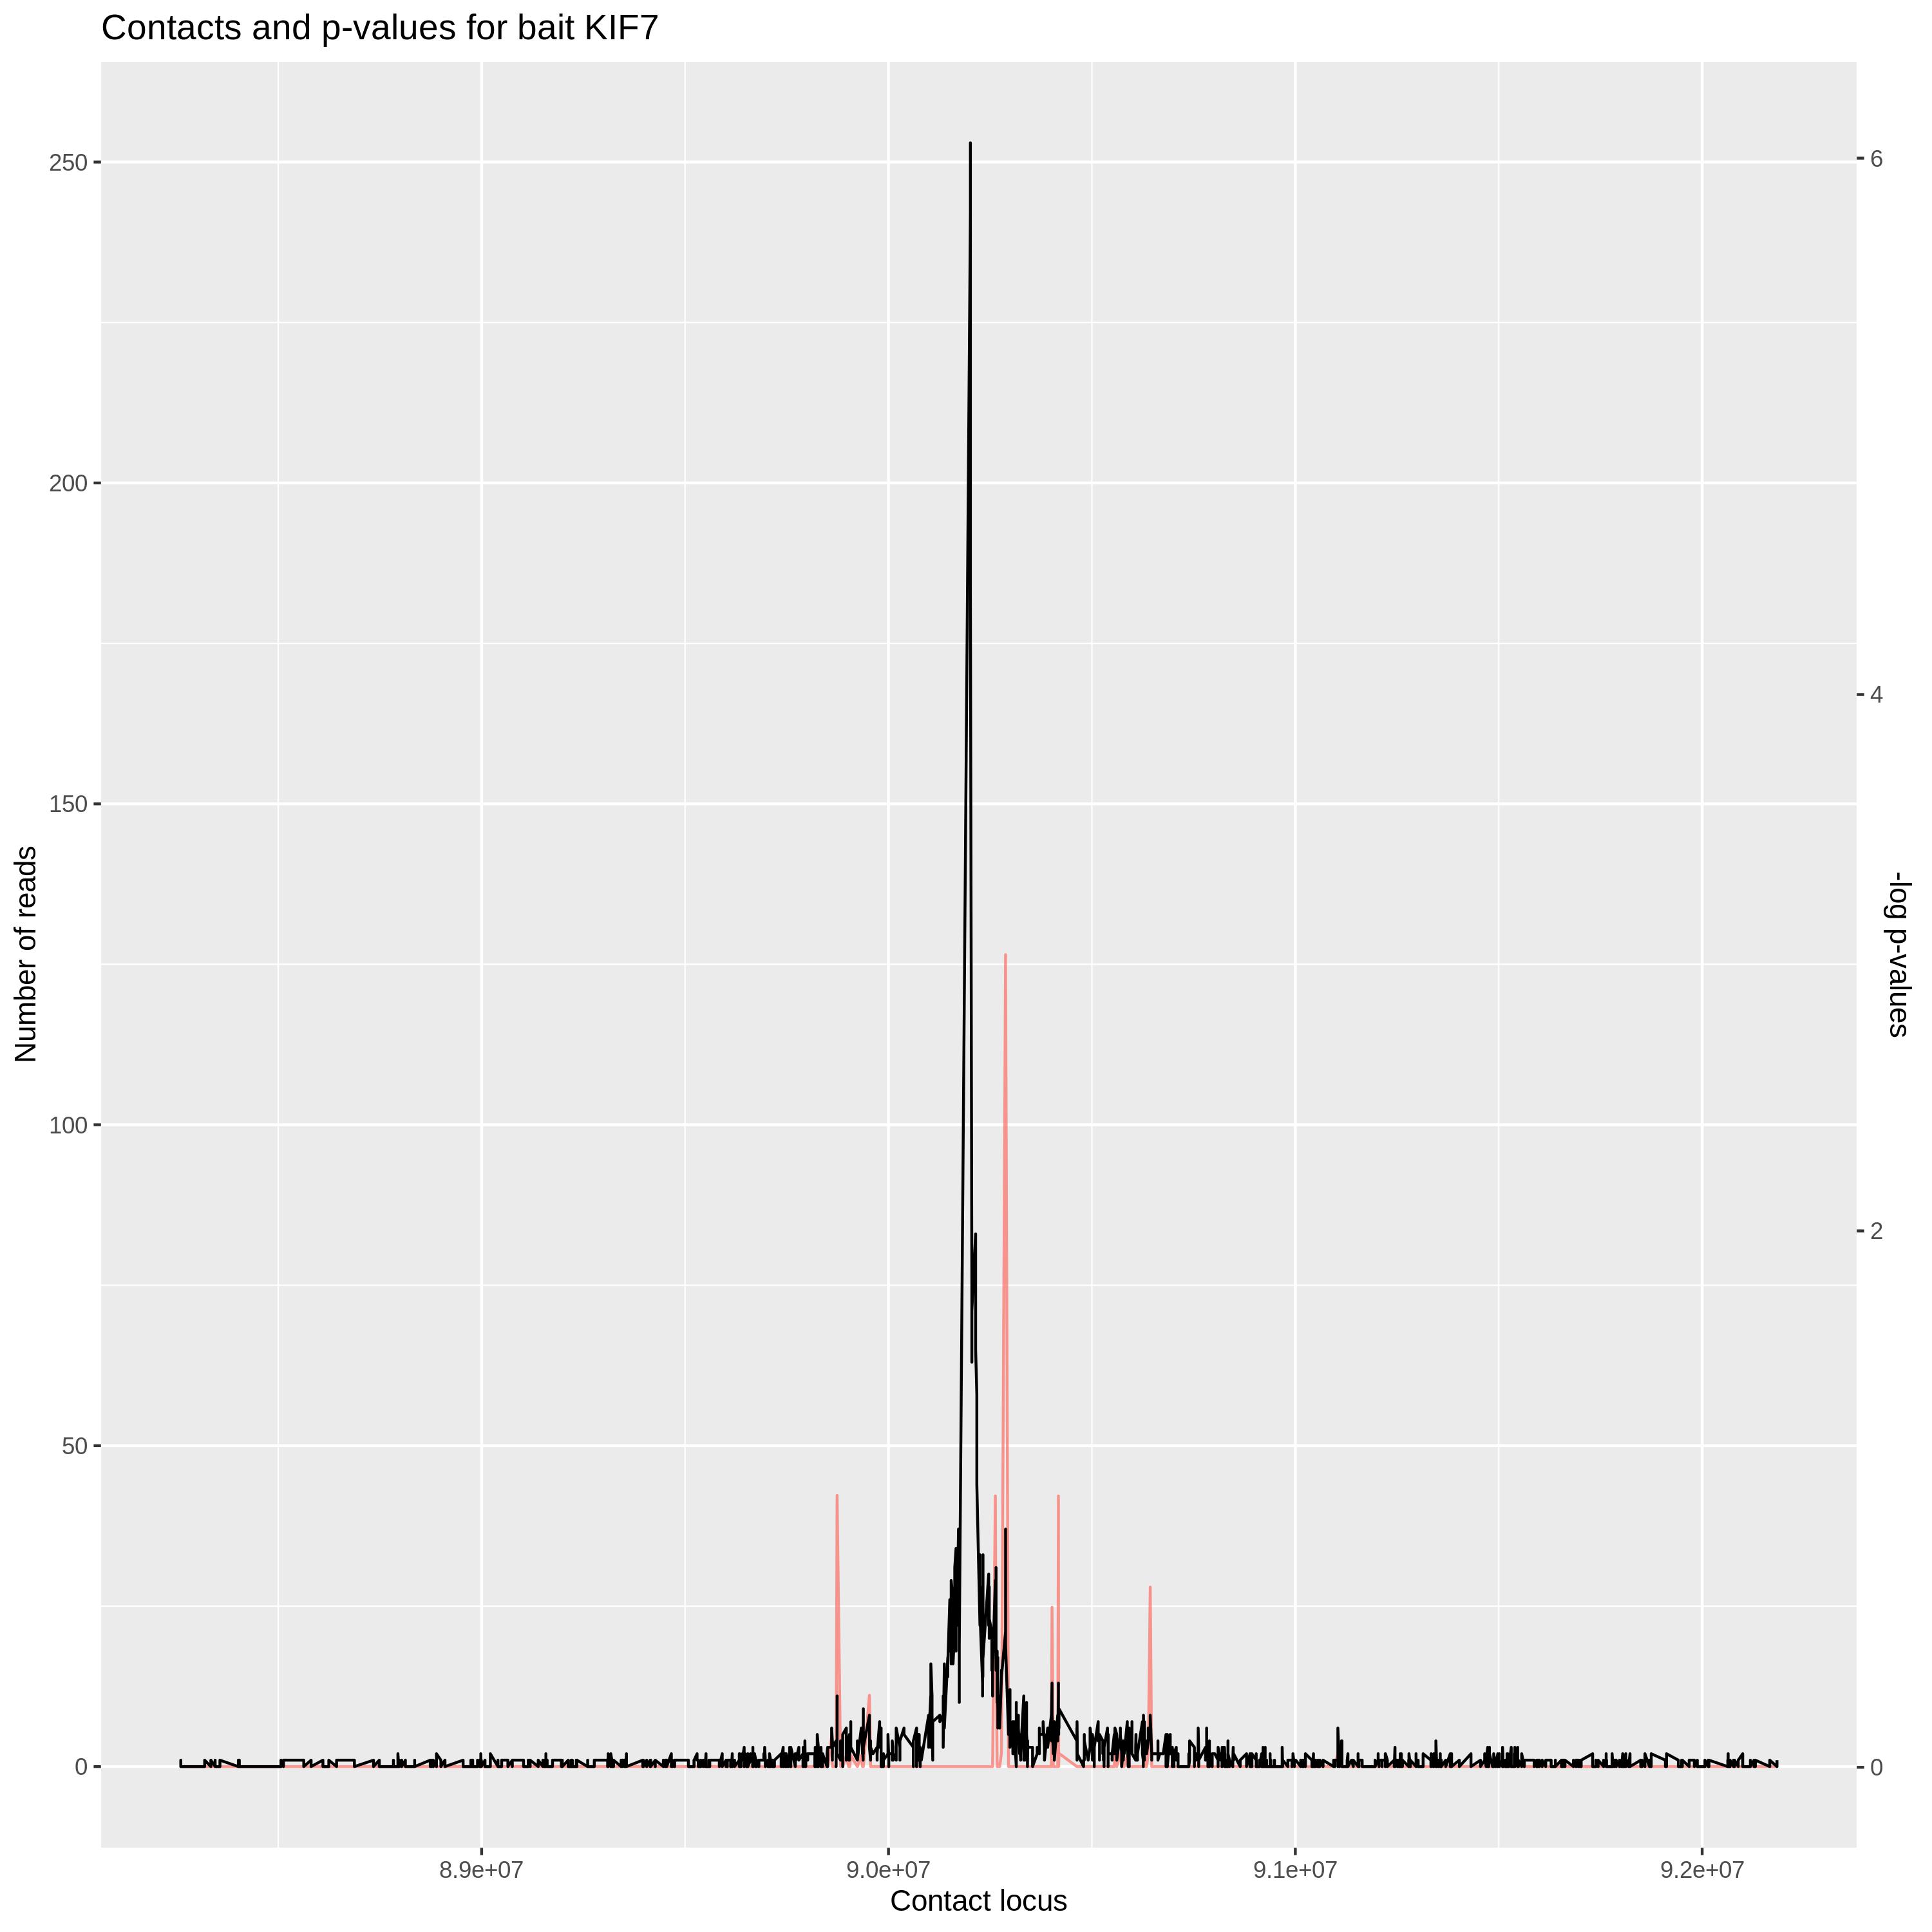 Contacts and p-values for bait KIF7
250
200
150
100
50
0
6
4
2
0
Number of reads
-log p-values
8.9e+07
9.0e+07
9.1e+07
9.2e+07
Contact locus